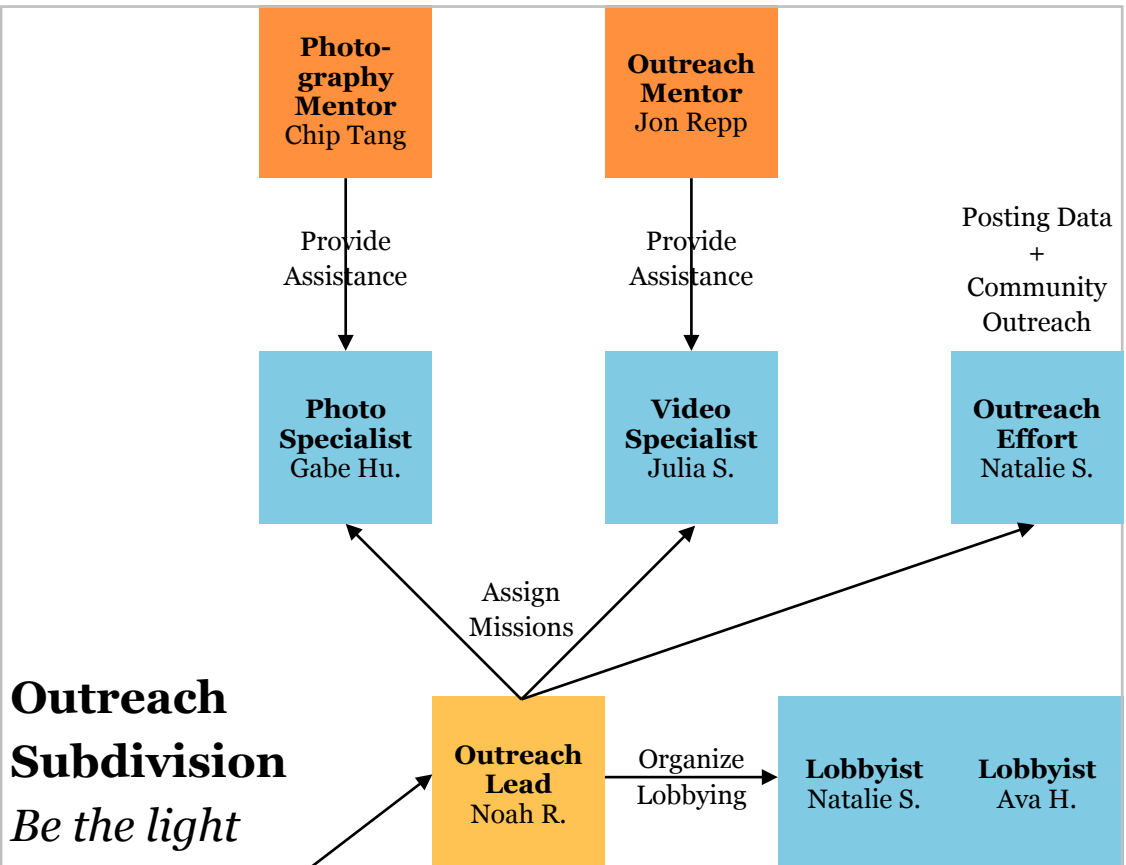 Photo-
graphy
Mentor
Chip Tang
Outreach
Mentor
Jon Repp
Provide
Assistance
Provide
Assistance
Posting Data
+
Community
Outreach
Photo
Specialist
Gabe Hu.
Video
Specialist
Julia S.
Outreach
Effort
Natalie S.
Assign
Missions
Outreach
Subdivision
Be the light
Outreach
Lead
Noah R.
Organize
Lobbying
Lobbyist
Natalie S.
Lobbyist
Ava H.